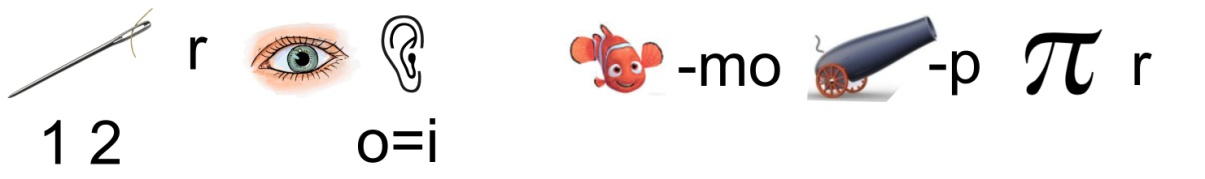 r -mo -p π r
1 2 o=i